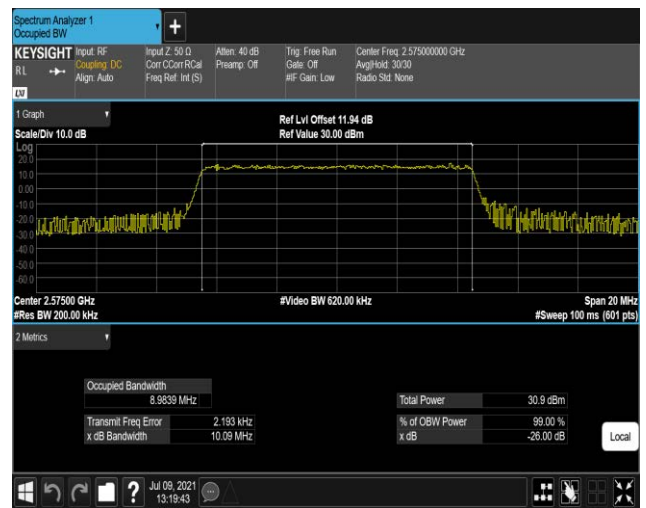 Spectrum Analyzer 1
Occupied BW
+
KEYSIGHT
Input: RF
Coupling: DC
Align: Auto
R L
LXI
Input Z: 50 Ω
Corr CCorr RCal
Freq Ref: Int (S)
Atten: 40 dB
Preamp: Off
Trig: Free Run
Gate: Off
#IF Gain: Low
Center Freq: 2.575000000 GHz
Avg|Hold: 30/30
Radio Std: None
1 Graph
Scale/Div 10.0 dB
Ref Lvl Offset 11.94 dB
Ref Value 30.00 dBm
Log
20.0
10.0
0.00
-10.0
-20.0
-30.0
-40.0
-50.0
-60.0
Center 2.57500 GHz
#Res BW 200.00 kHz
#Video BW 620.00 kHz
Span 20 MHz
#Sweep 100 ms (601 pts)
2 Metrics
Occupied Bandwidth
8.9839 MHz
Total Power 30.9 dBm
Transmit Freq Error 2.193 kHz
% of OBW Power 99.00 %
x dB Bandwidth 10.09 MHz
x dB -26.00 dB
Local
?
Jul 09, 2021
13:19:43